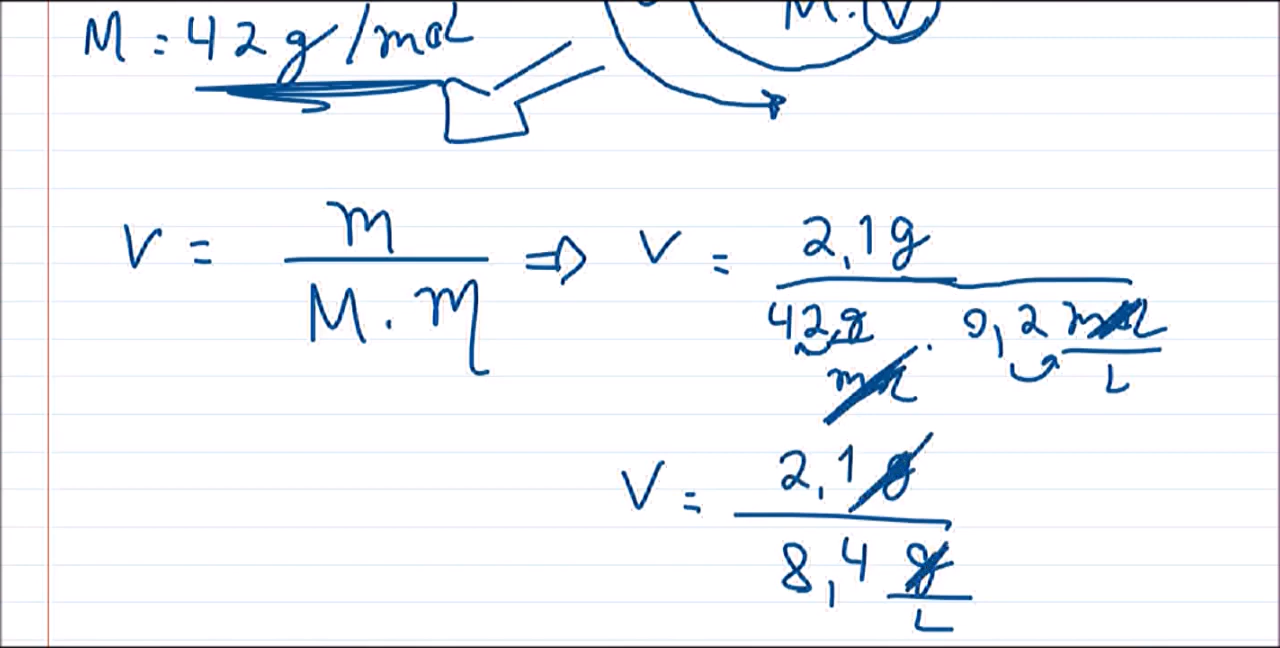 M = 42 g/mol
M. V
V = m / M. M ⇒ V = 2,1g / 42 g/mol . 0,2 mol/L
V = 2,1 g / 8,4 g/L